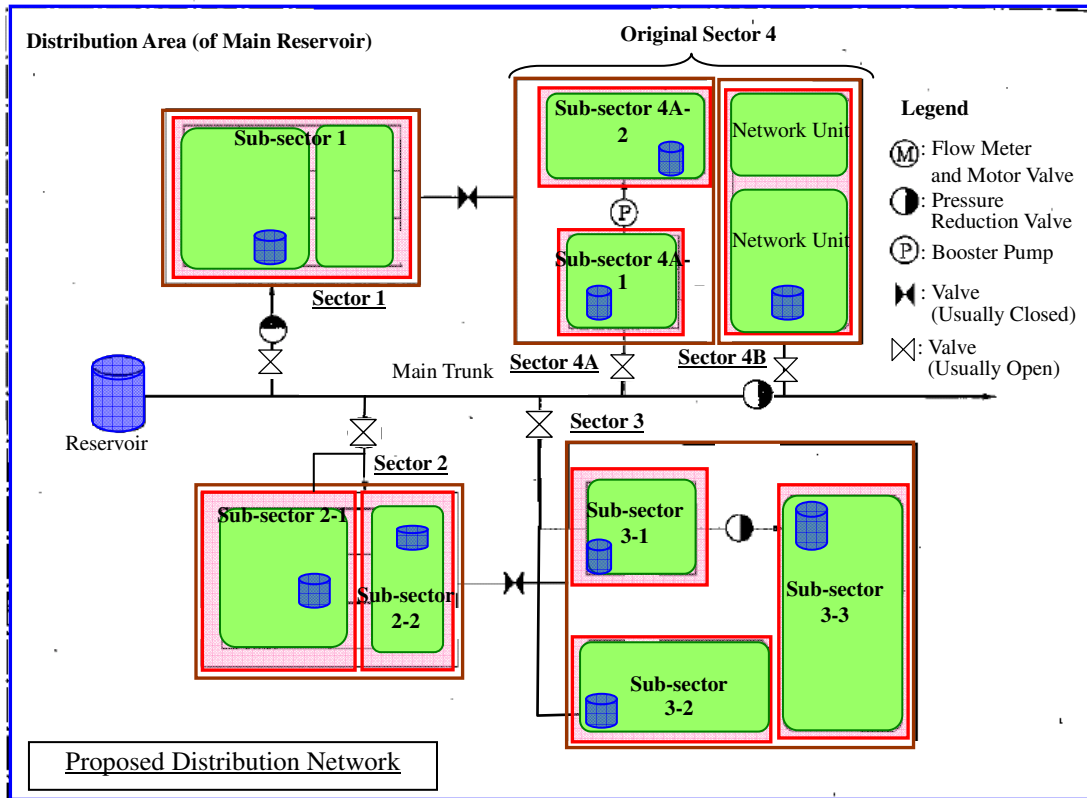 Distribution Area (of Main Reservoir)
Original Sector 4
Sub-sector 1
Sub-sector 4A-
2
Network Unit
Network Unit
Legend
M : Flow Meter
and Motor Valve
: Pressure
Reduction Valve
P : Booster Pump
: Valve
(Usually Closed)
: Valve
(Usually Open)
P
Sub-sector 4A-
1
Sector 1
Sector 4A
Sector 4B
Main Trunk
Reservoir
Sector 3
Sector 2
Sub-sector 2-1
Sub-sector
2-2
Sub-sector
3-1
Sub-sector
3-3
Sub-sector
3-2
Proposed Distribution Network